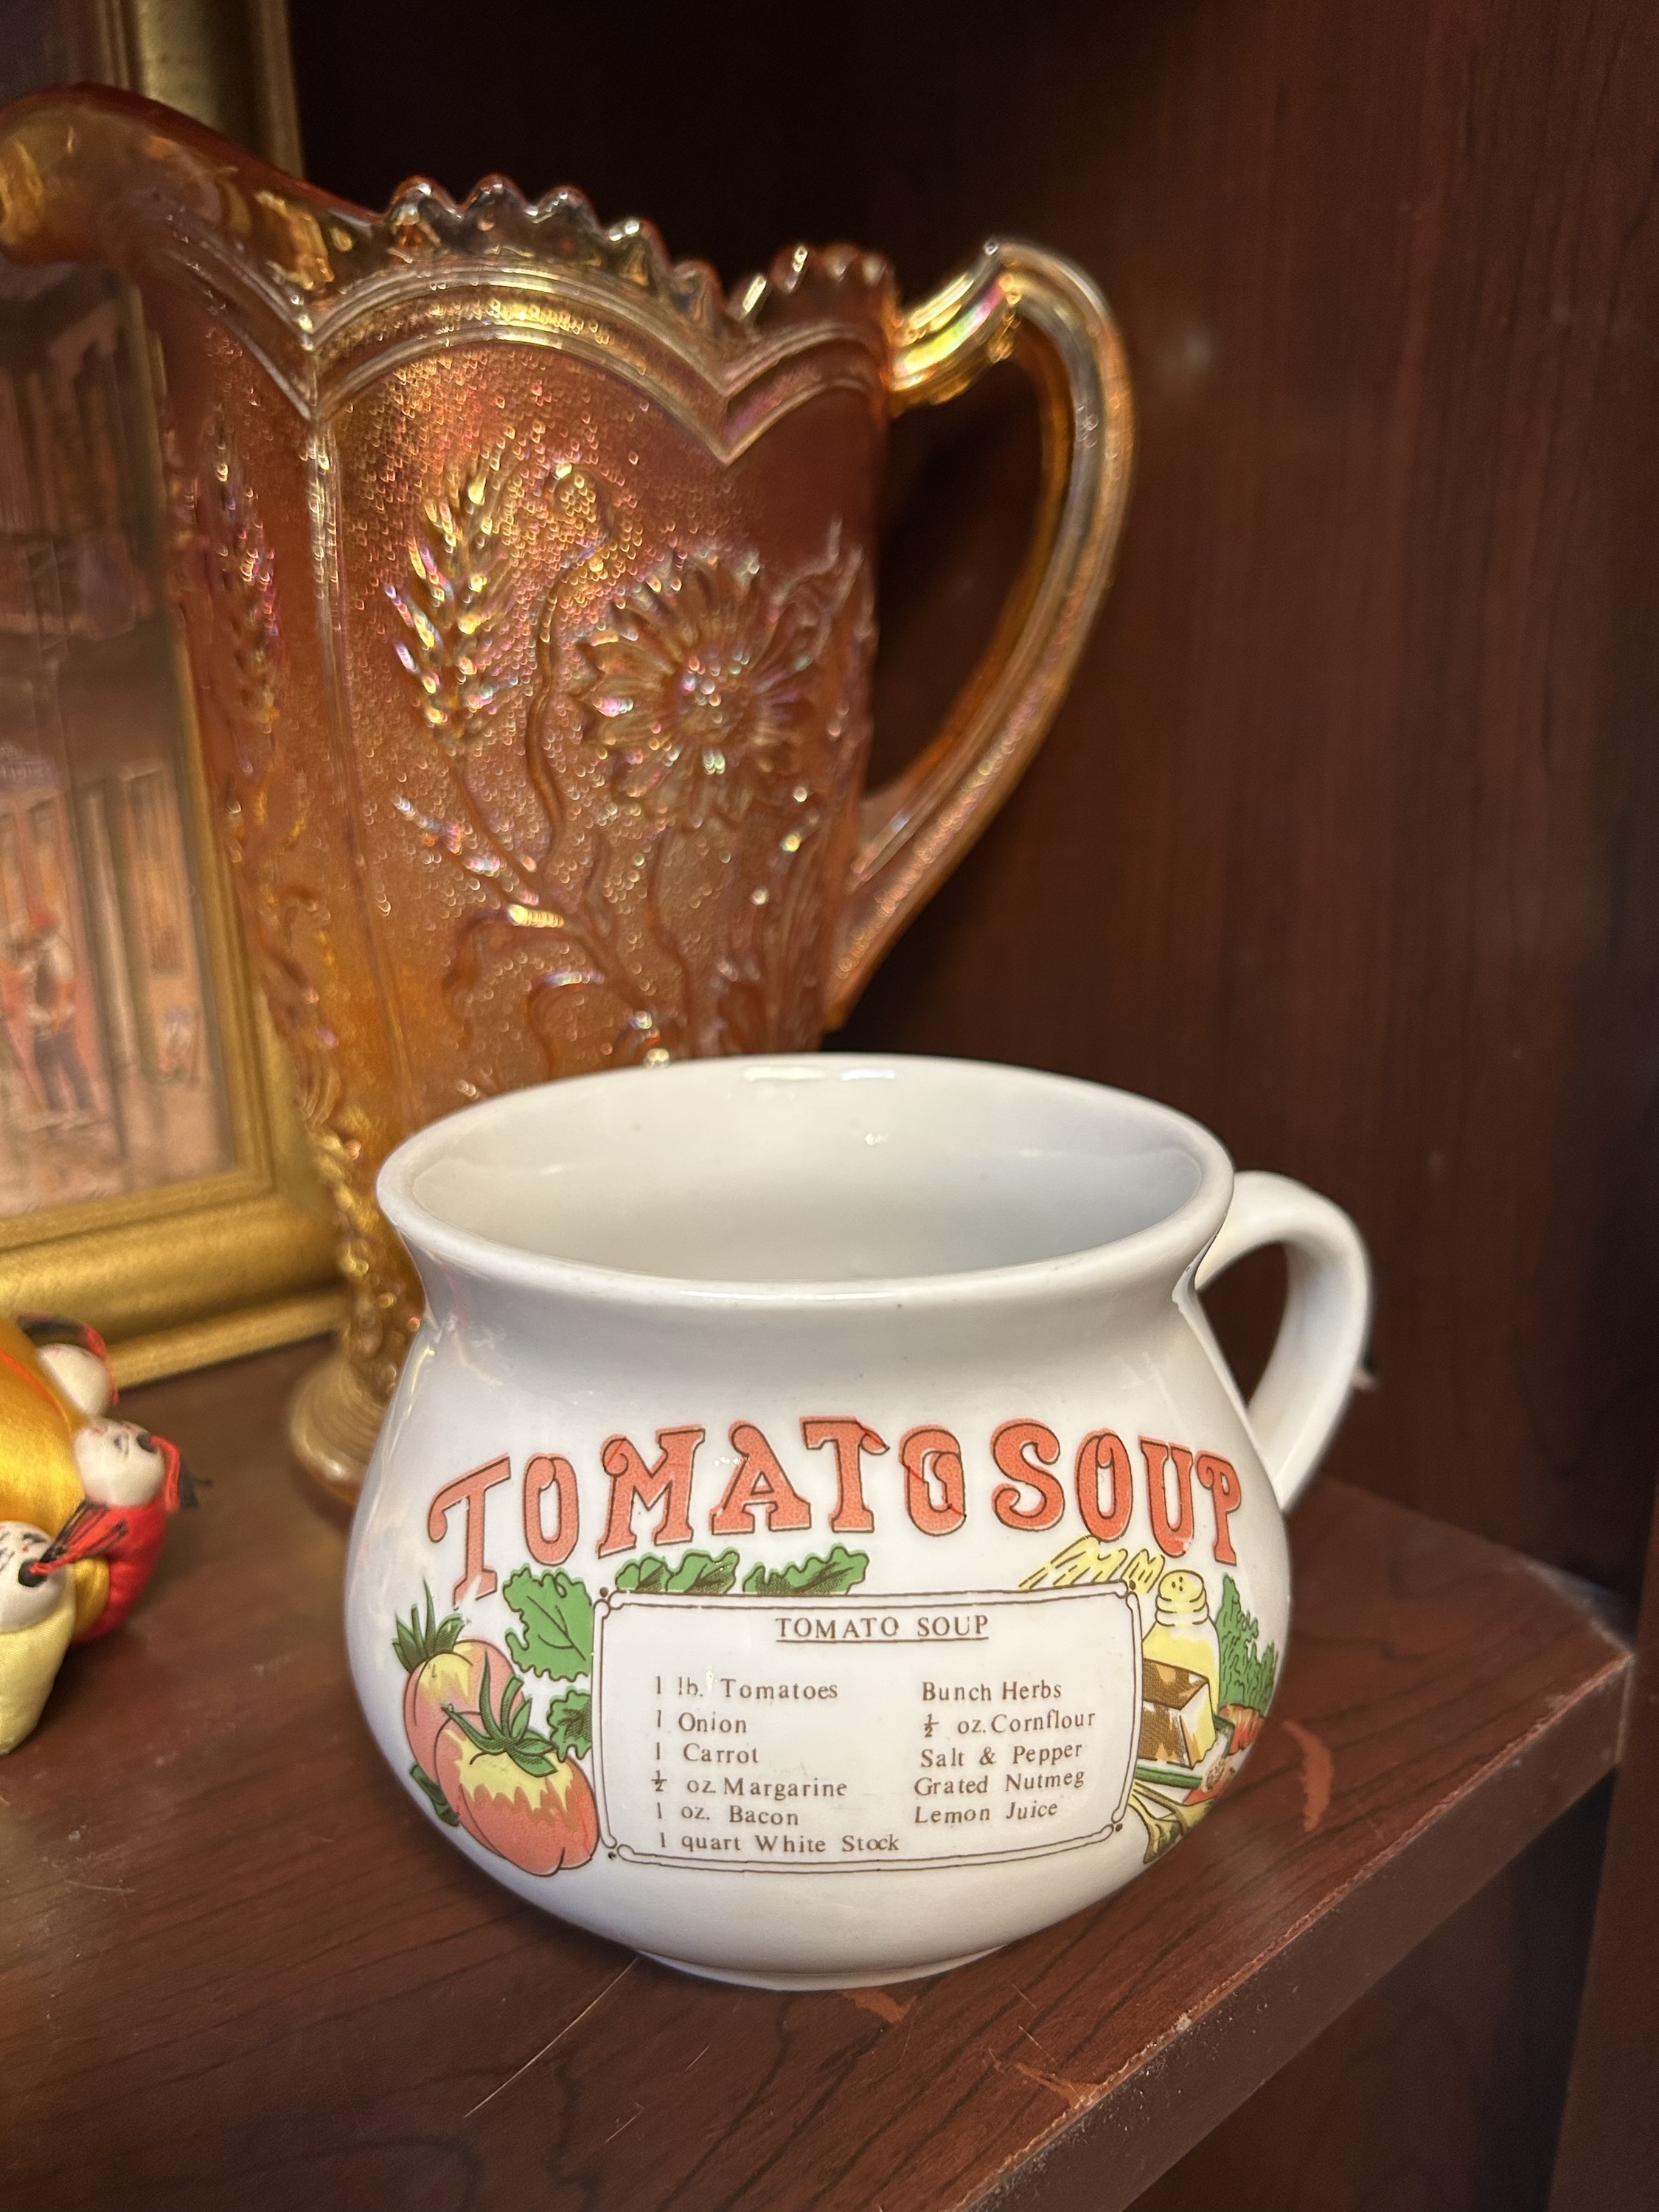 TOMATO SOUP
TOMATO SOUP
1 lb. Tomatoes
1 Onion
1 Carrot
½ oz. Margarine
1 oz. Bacon
1 quart White Stock
Bunch Herbs
½ oz. Cornflour
Salt & Pepper
Grated Nutmeg
Lemon Juice